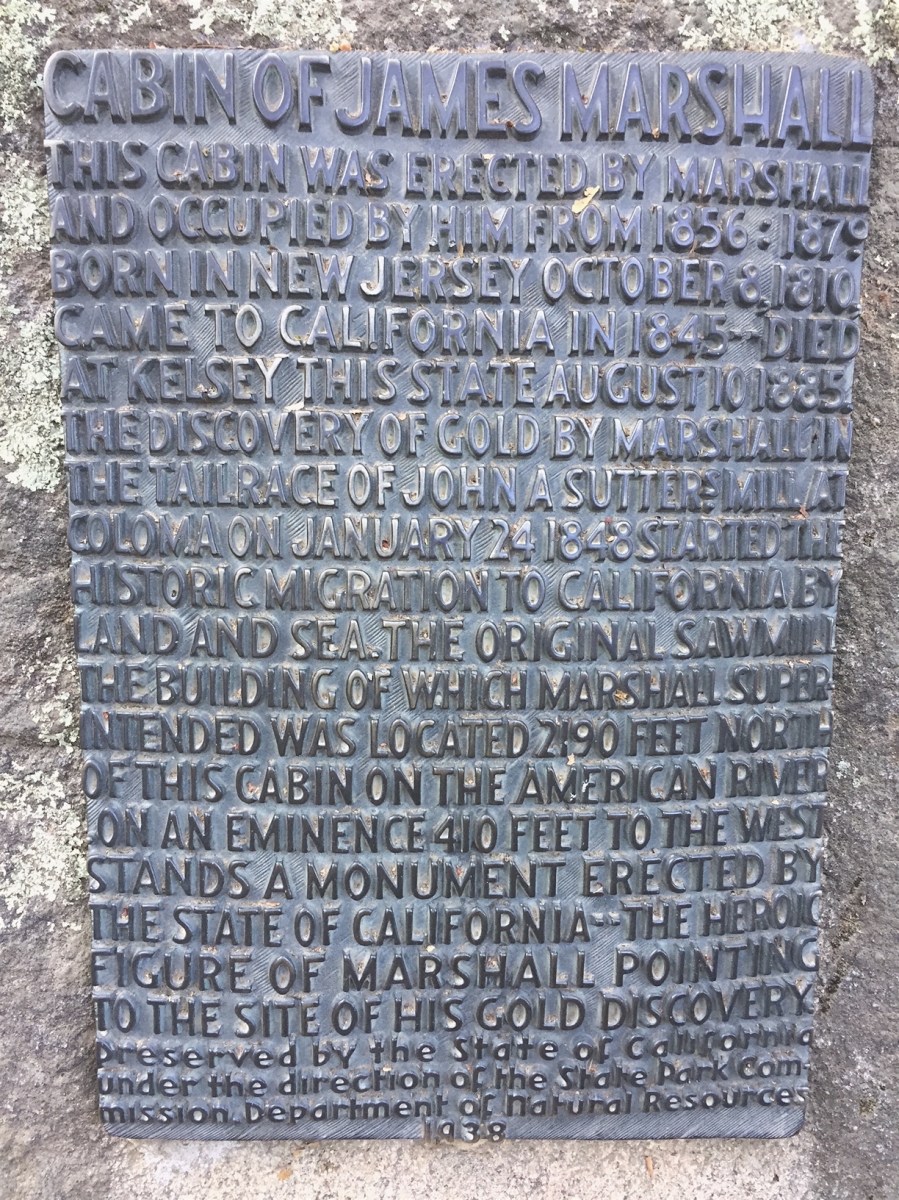 CABIN OF JAMES MARSHALL
THIS CABIN WAS ERECTED BY MARSHALL
AND OCCUPIED BY HIM FROM 1856 : 1879
BORN IN NEW JERSEY OCTOBER 8, 1810.
CAME TO CALIFORNIA IN 1845 -- DIED
AT KELSEY THIS STATE AUGUST 10 1885
THE DISCOVERY OF GOLD BY MARSHALL IN
THE TAILRACE OF JOHN A SUTTER'S MILL AT
COLOMA ON JANUARY 24 1848 STARTED THE
HISTORIC MIGRATION TO CALIFORNIA BY
LAND AND SEA. THE ORIGINAL SAWMILL
THE BUILDING OF WHICH MARSHALL SUPER
INTENDED WAS LOCATED 2190 FEET NORTH
OF THIS CABIN ON THE AMERICAN RIVER
ON AN EMINENCE 410 FEET TO THE WEST
STANDS A MONUMENT ERECTED BY
THE STATE OF CALIFORNIA -- THE HEROIC
FIGURE OF MARSHALL POINTING
TO THE SITE OF HIS GOLD DISCOVERY.
preserved by the State of California
under the direction of the State Park Com-
mission. Department of Natural Resources
1938